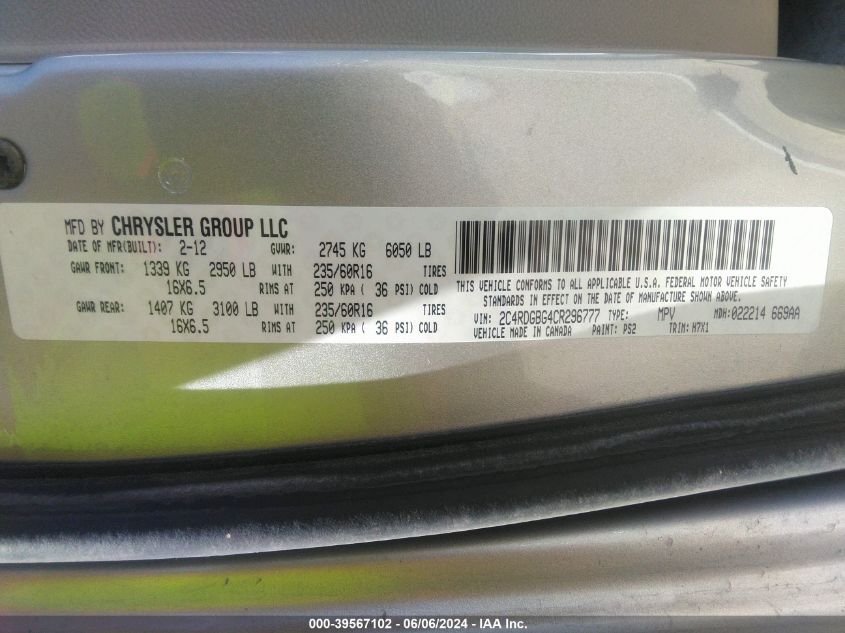 MFD BY CHRYSLER GROUP LLC
DATE OF MFR(BUILT): 2-12 GVWR: 2745 KG 6050 LB
GAWR FRONT: 1339 KG 2950 LB WITH 235/60R16 TIRES
16X6.5 RIMS AT 250 KPA ( 36 PSI) COLD
GAWR REAR: 1407 KG 3100 LB WITH 235/60R16 TIRES
16X6.5 RIMS AT 250 KPA ( 36 PSI) COLD
THIS VEHICLE CONFORMS TO ALL APPLICABLE U.S.A. FEDERAL MOTOR VEHICLE SAFETY
STANDARDS IN EFFECT ON THE DATE OF MANUFACTURE SHOWN ABOVE.
VIN: 2C4RDGBG4CR296777 TYPE: MPV MDH: 022214 669AA
VEHICLE MADE IN CANADA PAINT: PS2 TRIM: H7X1
000-39567102 - 06/06/2024 - IAA Inc.